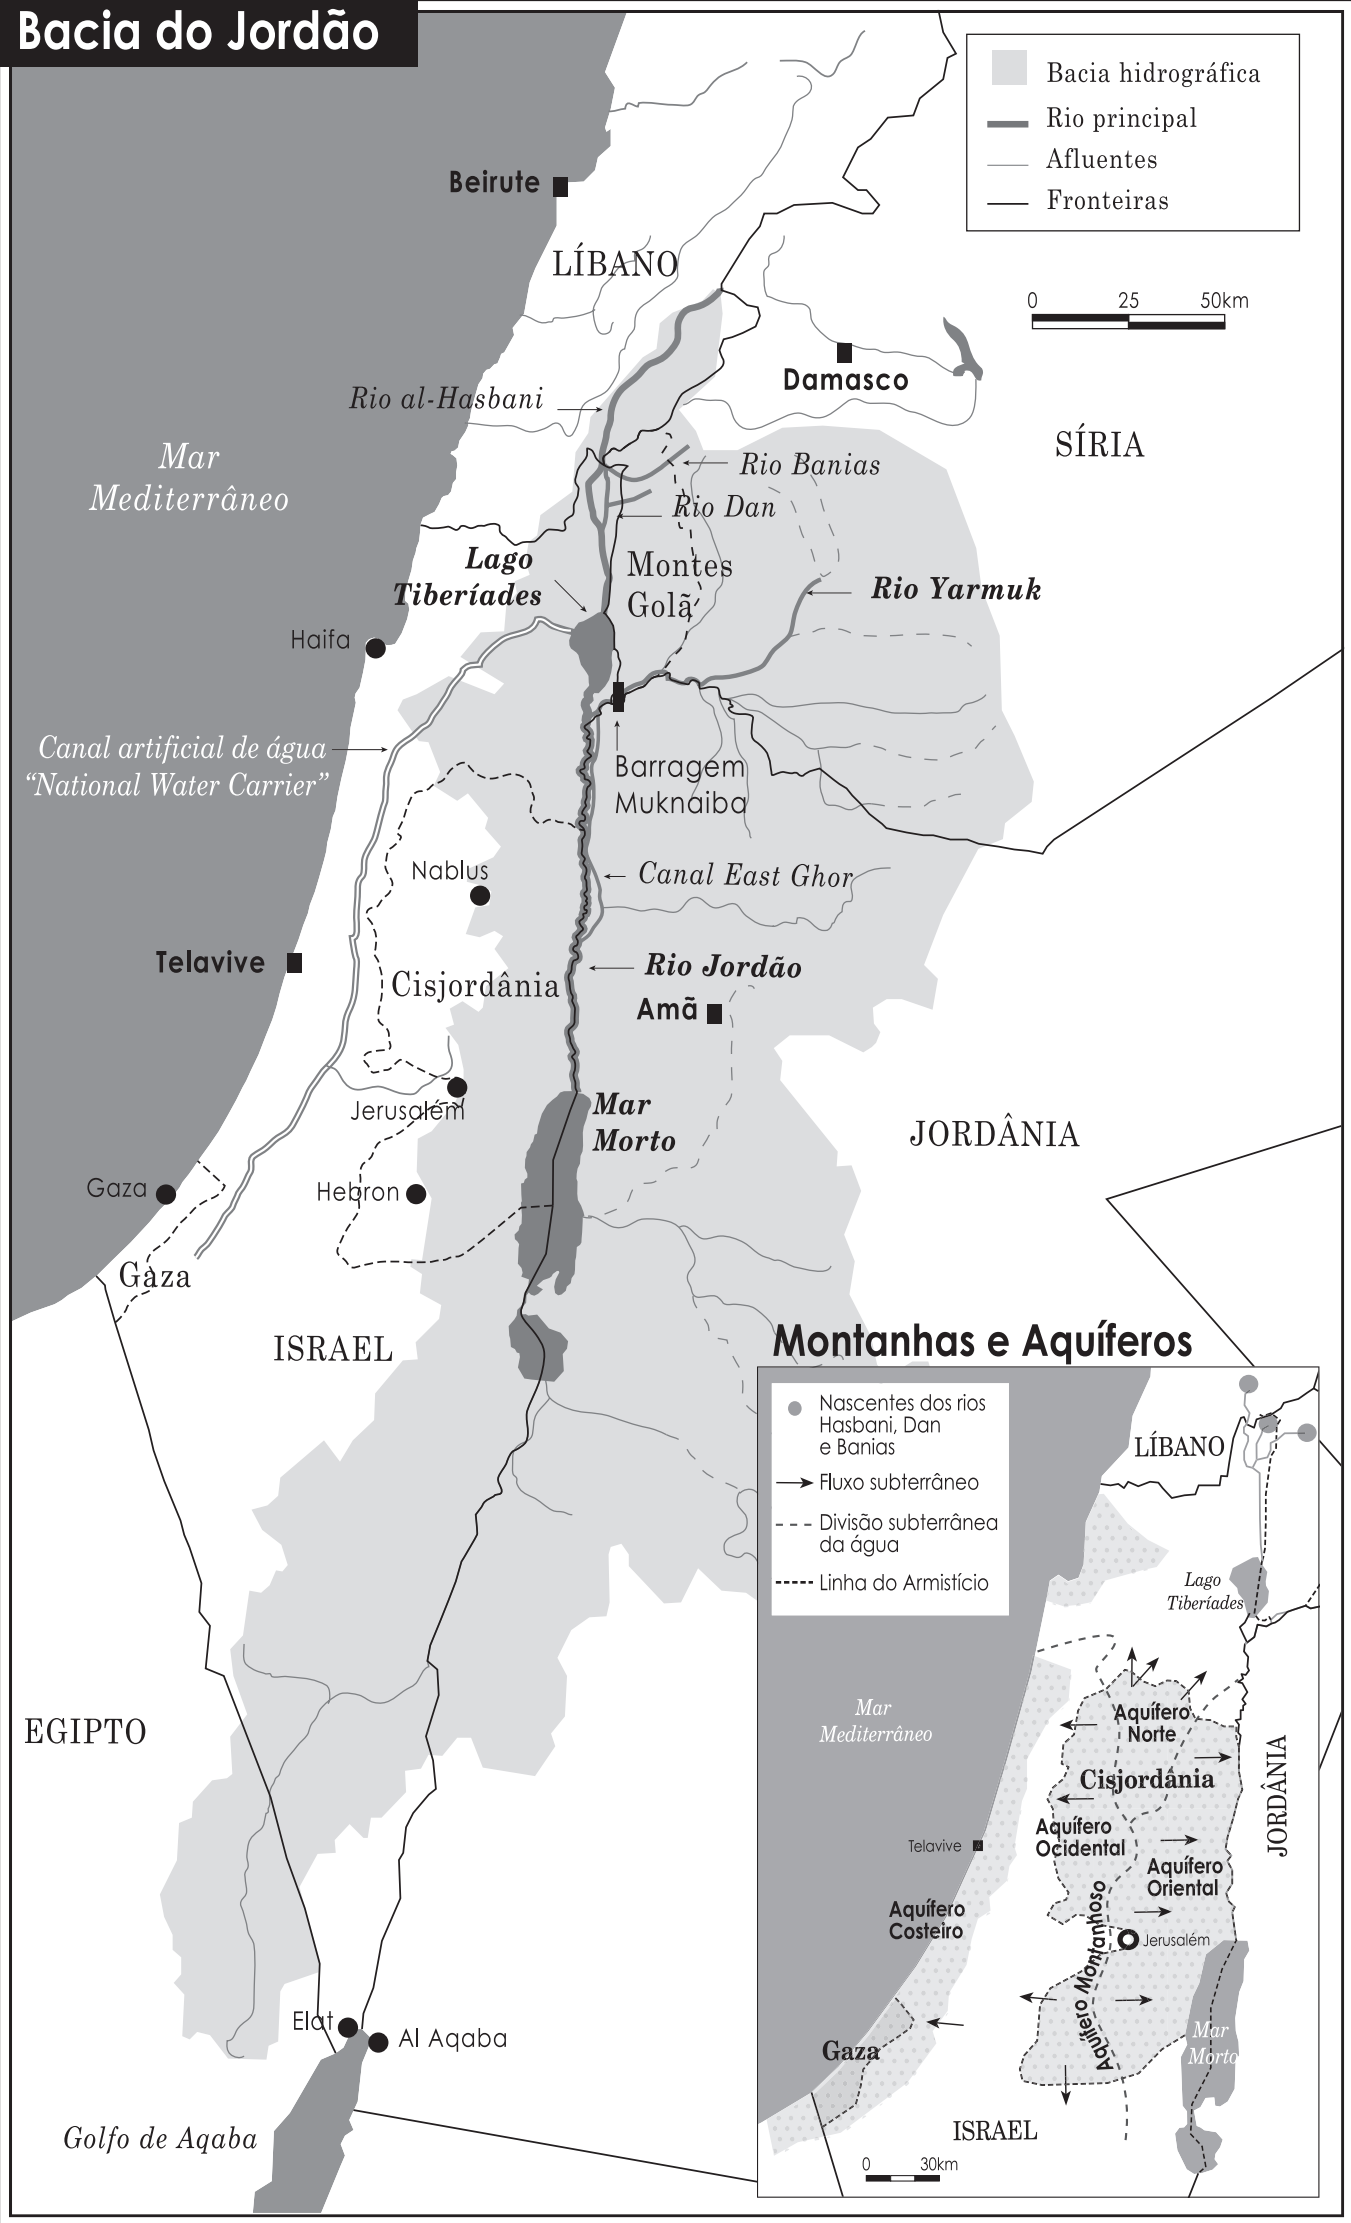 Bacia do Jordão
Bacia hidrográfica
Rio principal
Afluentes
Fronteiras
0 25 50km
Beirute
LÍBANO
Damasco
Rio al-Hasbani
SÍRIA
Mar
Mediterrâneo
Rio Banias
Rio Dan
Lago
Tiberíades
Montes
Golã
Rio Yarmuk
Haifa
Canal artificial de água
“National Water Carrier”
Barragem
Muknaiba
Nablus
Canal East Ghor
Telavive
Cisjordânia
Rio Jordão
Amã
Jerusalém
Mar
Morto
JORDÂNIA
Gaza
Hebron
Gaza
ISRAEL
EGIPTO
Elat
Al Aqaba
Golfo de Aqaba
Montanhas e Aquíferos
Nascentes dos rios
Hasbani, Dan
e Banias
Fluxo subterrâneo
Divisão subterrânea
da água
Linha do Armistício
LÍBANO
Lago
Tiberíades
Mar
Mediterrâneo
Aquífero
Norte
Cisjordânia
JORDÂNIA
Aquífero
Ocidental
Telavive
Aquífero
Oriental
Aquífero
Costeiro
Aquífero Montanhoso
Jerusalém
Gaza
Mar
Morto
ISRAEL
0 30km